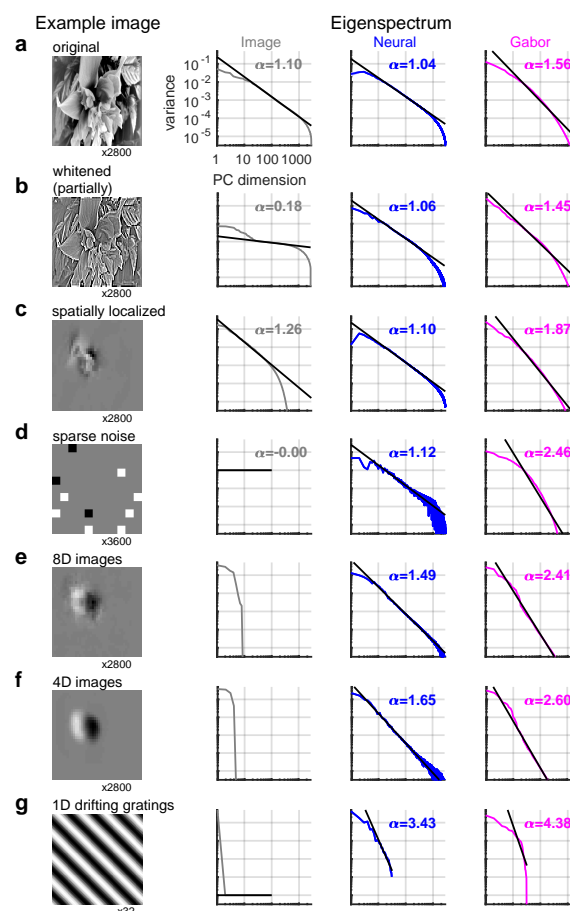 Example image
Eigenspectrum
a
original
Image
Neural
Gabor
variance
10⁻¹
10⁻²
10⁻³
10⁻⁴
10⁻⁵
α=1.10
α=1.04
α=1.56
x2800
1 10 100 1000
PC dimension
b
whitened
(partially)
α=0.18
α=1.06
α=1.45
x2800
c
spatially localized
α=1.26
α=1.10
α=1.87
x2800
d
sparse noise
α=-0.00
α=1.12
α=2.46
x3600
e
8D images
α=1.49
α=2.41
x2800
f
4D images
α=1.65
α=2.60
x2800
g
1D drifting gratings
α=3.43
α=4.38
x32